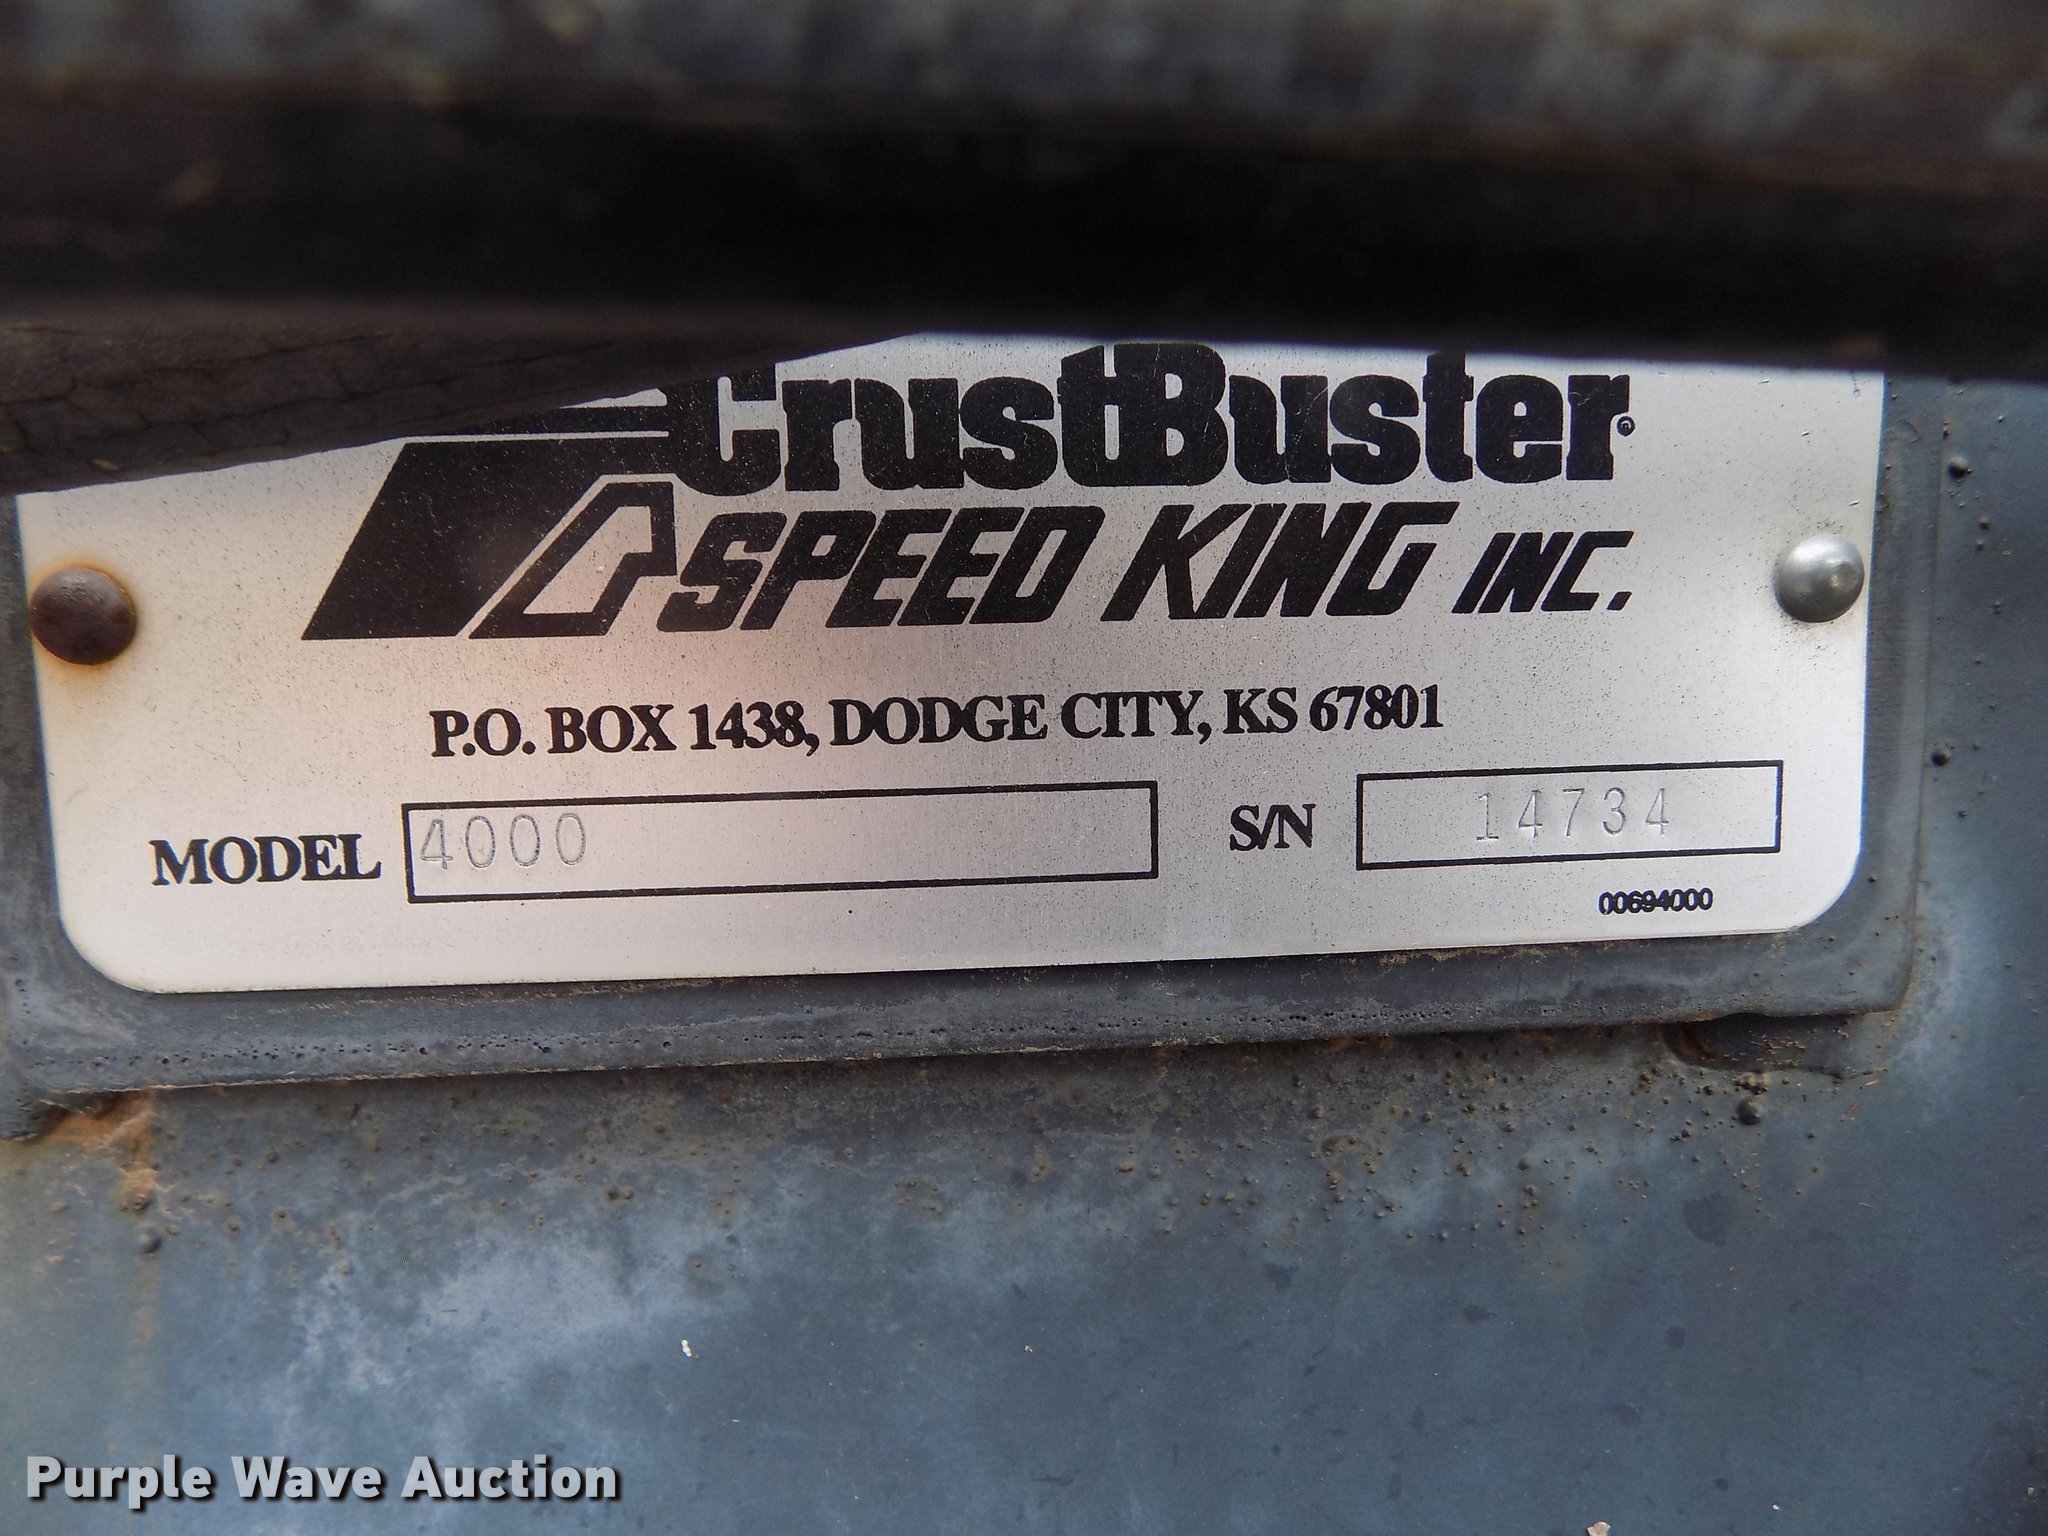 CrustBuster®
SPEED KING INC.
P.O. BOX 1438, DODGE CITY, KS 67801
MODEL 4000 S/N 14734
00694000
Purple Wave Auction